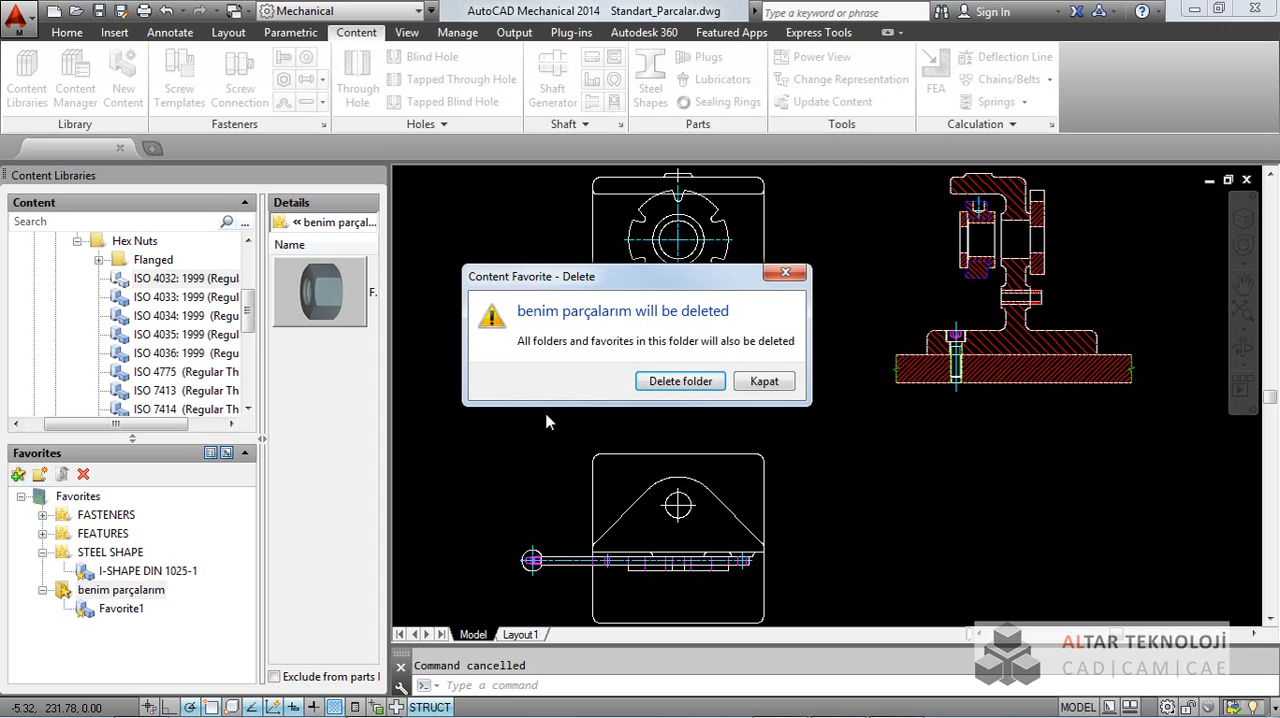 Mechanical
AutoCAD Mechanical 2014 Standart_Parcalar.dwg
Type a keyword or phrase
Sign In
Home Insert Annotate Layout Parametric Content View Manage Output Plug-ins Autodesk 360 Featured Apps Express Tools
Content Libraries
Content Manager
New Content
Screw Templates
Screw Connection
Through Hole
Blind Hole
Tapped Through Hole
Tapped Blind Hole
Shaft Generator
Steel Shapes
Plugs
Lubricators
Sealing Rings
Power View
Change Representation
Update Content
FEA
Deflection Line
Chains/Belts
Springs
Library Fasteners Holes Shaft Parts Tools Calculation
Content Libraries
Content
Search
...
Hex Nuts
Flanged
ISO 4032: 1999 (Regul
ISO 4033: 1999 (Regul
ISO 4034: 1999 (Regul
ISO 4035: 1999 (Regul
ISO 4036: 1999 (Regul
ISO 4775 (Regular Th
ISO 7413 (Regular Th
ISO 7414 (Regular Th
Details
« benim parçal...
Name
F.
Favorites
Favorites
FASTENERS
FEATURES
STEEL SHAPE
I-SHAPE DIN 1025-1
benim parçalarım
Favorite1
Exclude from parts l
Content Favorite - Delete
benim parçalarım will be deleted
All folders and favorites in this folder will also be deleted
Delete folder
Kapat
Model Layout1
Command cancelled
Type a command
ALTAR TEKNOLOJİ
CAD|CAM|CAE
-5.32, 231.78, 0.00
STRUCT
MODEL